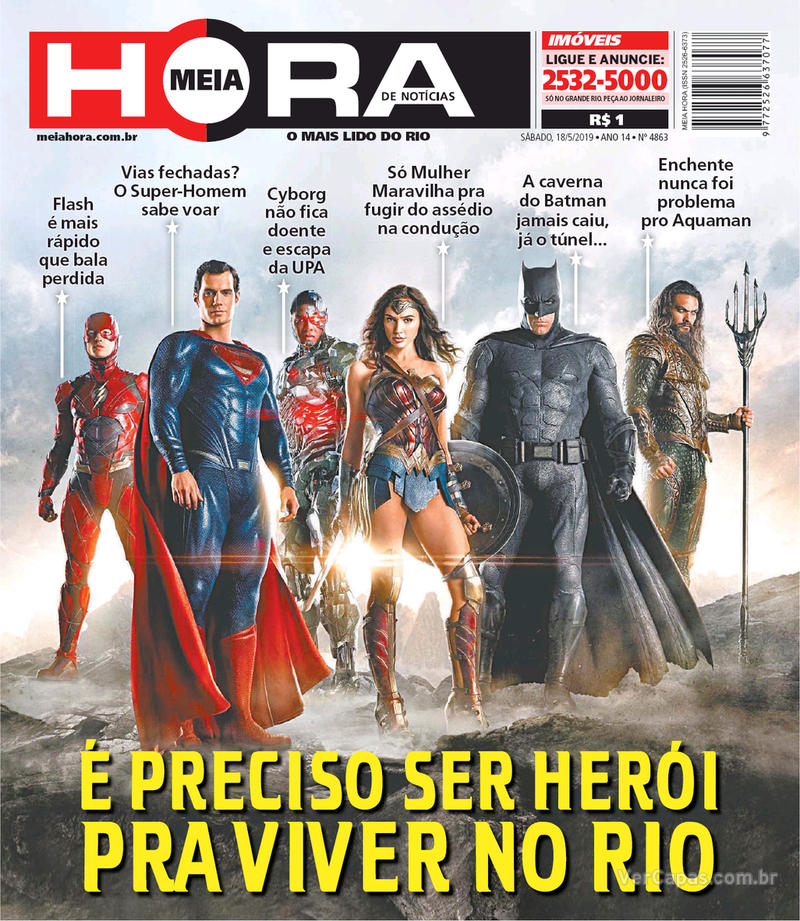 HORA
MEIA
DE NOTÍCIAS
meiahora.com.br
O MAIS LIDO DO RIO
IMÓVEIS
LIGUE E ANUNCIE:
2532-5000
SÓ NO GRANDE RIO. PEÇA AO JORNALEIRO
R$ 1
SÁBADO, 18/5/2019 • ANO 14 • Nº 4863
MEIA HORA (ISSN 2526-6373)
9 772526 637077
Flash
é mais
rápido
que bala
perdida
Vias fechadas?
O Super-Homem
sabe voar
Cyborg
não fica
doente
e escapa
da UPA
Só Mulher
Maravilha pra
fugir do assédio
na condução
A caverna
do Batman
jamais caiu,
já o túnel...
Enchente
nunca foi
problema
pro Aquaman
É PRECISO SER HERÓI
PRA VIVER NO RIO
VerCapas.com.br